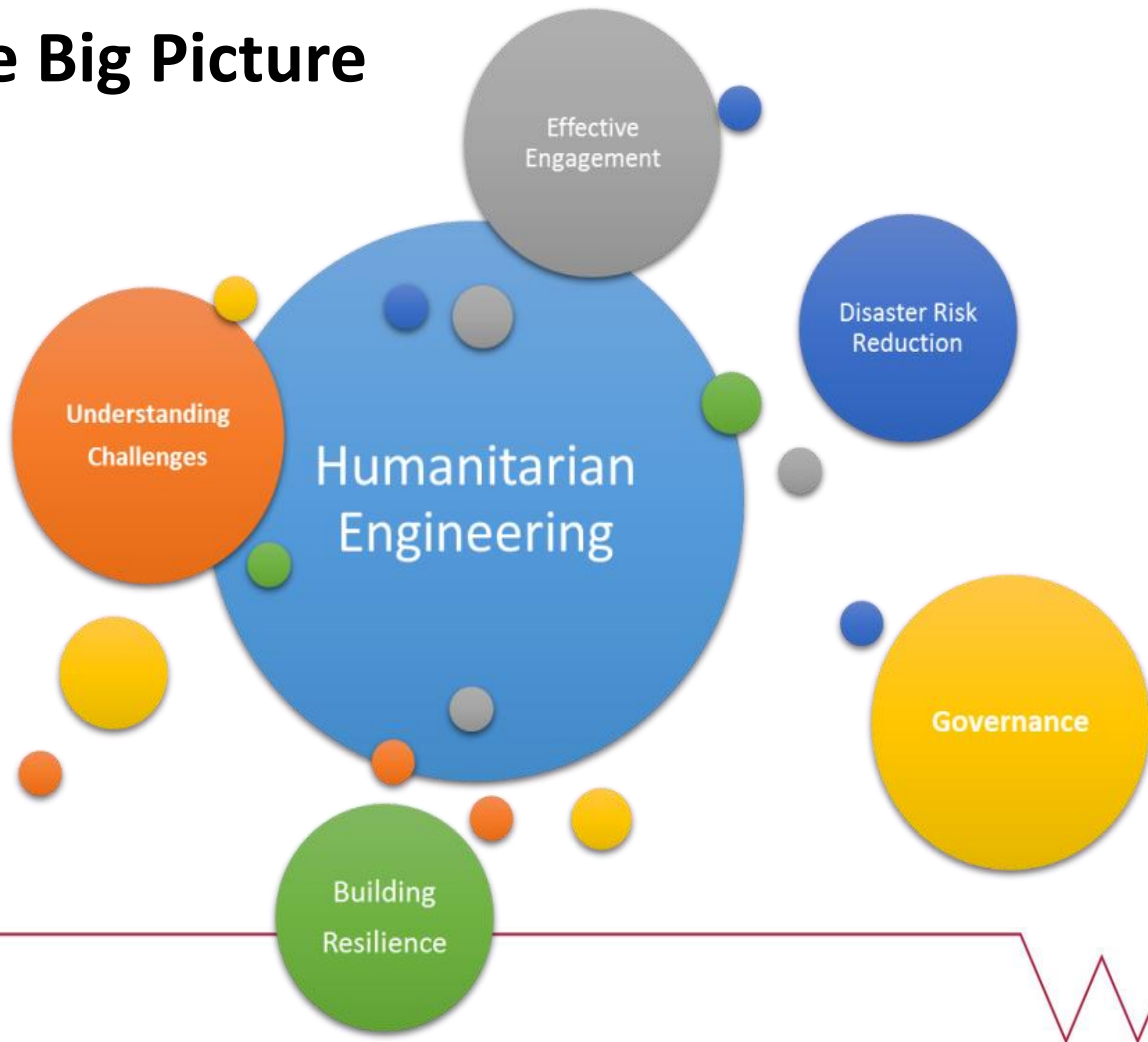 e Big Picture
Effective
Engagement
Disaster Risk
Reduction
Understanding
Challenges
Humanitarian
Engineering
Governance
Building
Resilience